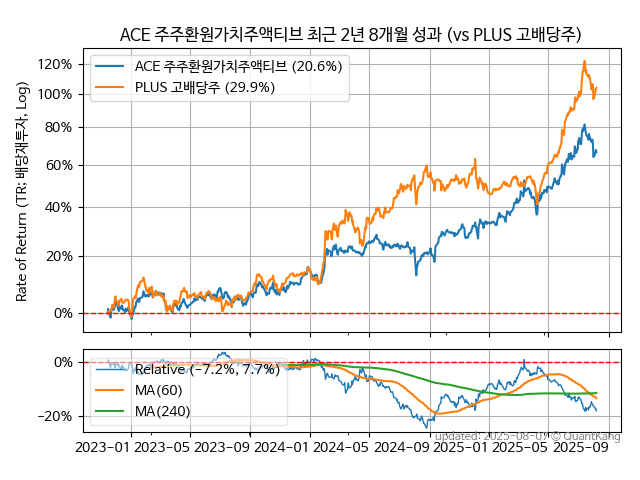 ACE 주주환원가치주액티브 최근 2년 8개월 성과 (vs PLUS 고배당주)
Rate of Return (TR: 배당재투자, Log)
120%
100%
80%
60%
40%
20%
0%
ACE 주주환원가치주액티브 (20.6%)
PLUS 고배당주 (29.9%)
0%
−20%
Relative (−7.2%, 7.7%)
MA(60)
MA(240)
updated: 2025-08-07 © QuantKang
2023-01 2023-05 2023-09 2024-01 2024-05 2024-09 2025-01 2025-05 2025-09